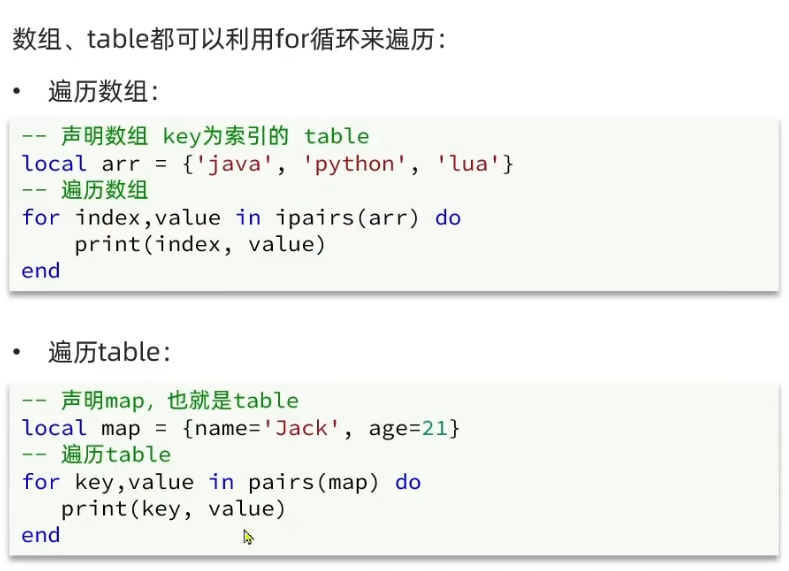 数组、table都可以利用for循环来遍历：
• 遍历数组：
-- 声明数组 key为索引的 table
local arr = {'java', 'python', 'lua'}
-- 遍历数组
for index,value in ipairs(arr) do
    print(index, value)
end
• 遍历table：
-- 声明map，也就是table
local map = {name='Jack', age=21}
-- 遍历table
for key,value in pairs(map) do
   print(key, value)
end